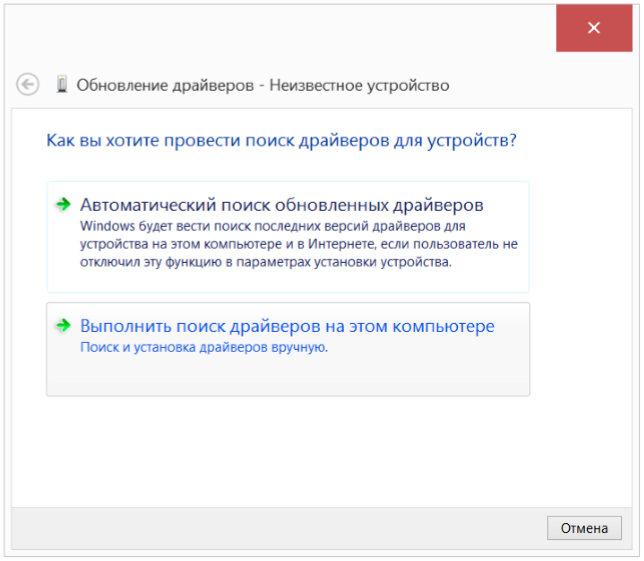 Обновление драйверов - Неизвестное устройство
Как вы хотите провести поиск драйверов для устройств?
Автоматический поиск обновленных драйверов
Windows будет вести поиск последних версий драйверов для
устройства на этом компьютере и в Интернете, если пользователь не
отключил эту функцию в параметрах установки устройства.
Выполнить поиск драйверов на этом компьютере
Поиск и установка драйверов вручную.
Отмена